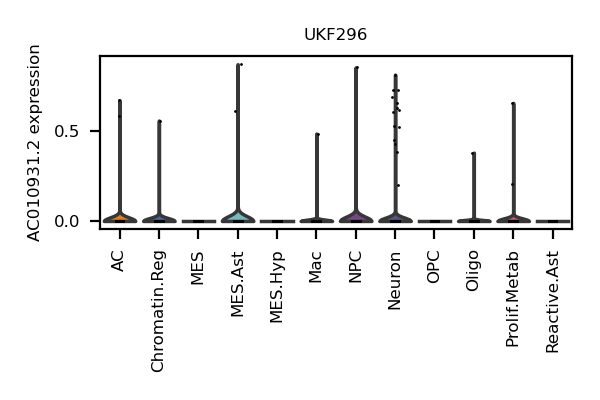 UKF296
AC010931.2 expression
0.5
0.0
AC
Chromatin.Reg
MES
MES.Ast
MES.Hyp
Mac
NPC
Neuron
OPC
Oligo
Prolif.Metab
Reactive.Ast